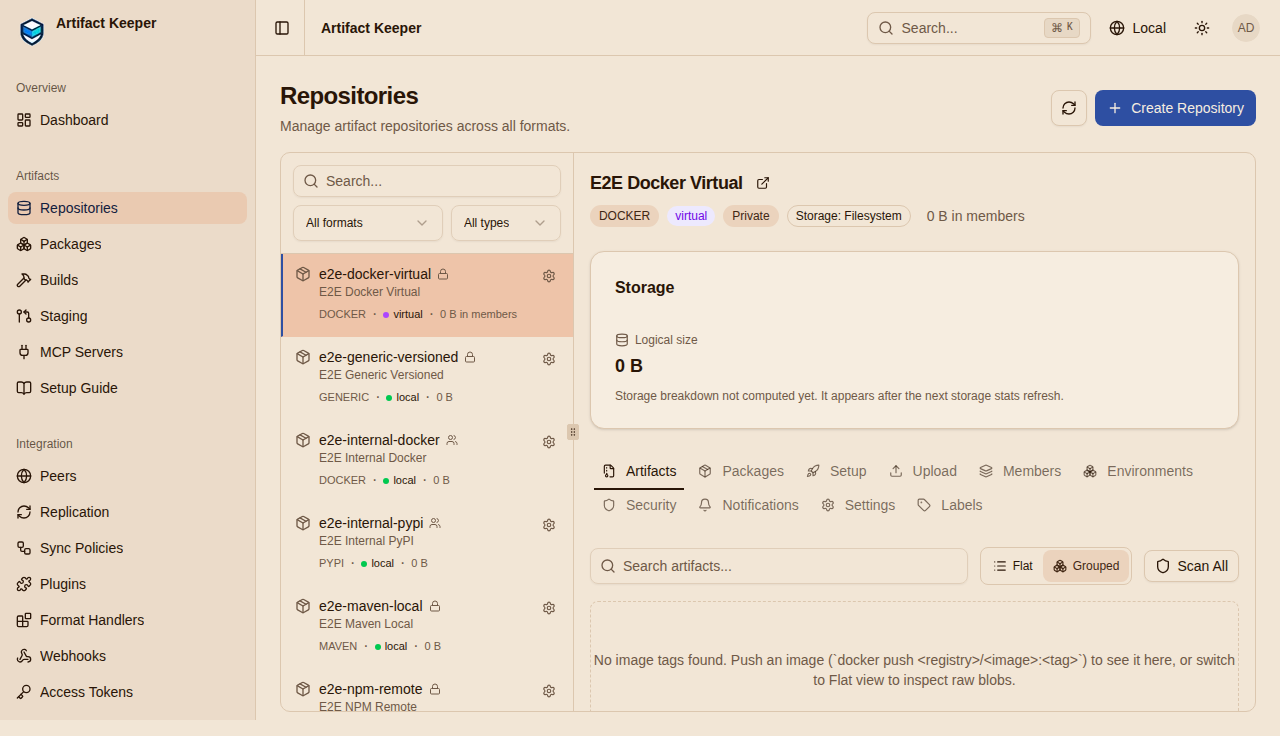 Artifact Keeper
Overview
Dashboard
Artifacts
Repositories
Packages
Builds
Staging
MCP Servers
Setup Guide
Integration
Peers
Replication
Sync Policies
Plugins
Format Handlers
Webhooks
Access Tokens
Artifact Keeper
Search...
⌘ K
Local
AD
Repositories
Manage artifact repositories across all formats.
Create Repository
Search...
All formats
All types
e2e-docker-virtual
E2E Docker Virtual
DOCKER · virtual · 0 B in members
e2e-generic-versioned
E2E Generic Versioned
GENERIC · local · 0 B
e2e-internal-docker
E2E Internal Docker
DOCKER · local · 0 B
e2e-internal-pypi
E2E Internal PyPI
PYPI · local · 0 B
e2e-maven-local
E2E Maven Local
MAVEN · local · 0 B
e2e-npm-remote
E2E NPM Remote
E2E Docker Virtual
DOCKER virtual Private Storage: Filesystem 0 B in members
Storage
Logical size
0 B
Storage breakdown not computed yet. It appears after the next storage stats refresh.
Artifacts Packages Setup Upload Members Environments
Security Notifications Settings Labels
Search artifacts...
Flat
Grouped
Scan All
No image tags found. Push an image (`docker push <registry>/<image>:<tag>`) to see it here, or switch
to Flat view to inspect raw blobs.